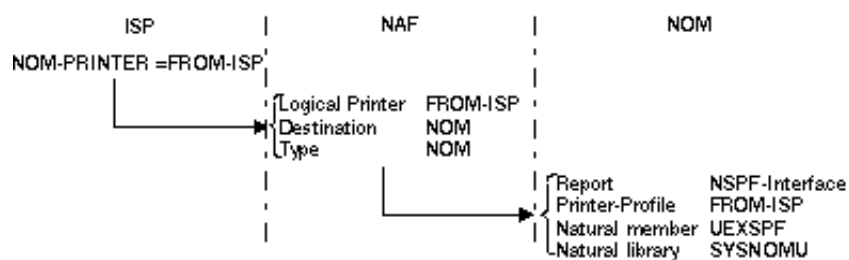 ISP NAF NOM
NOM-PRINTER =FROM-ISP
Logical Printer FROM-ISP
Destination NOM
Type NOM
Report NSPF-Interface
Printer-Profile FROM-ISP
Natural member UEXSPF
Natural library SYSNOMU